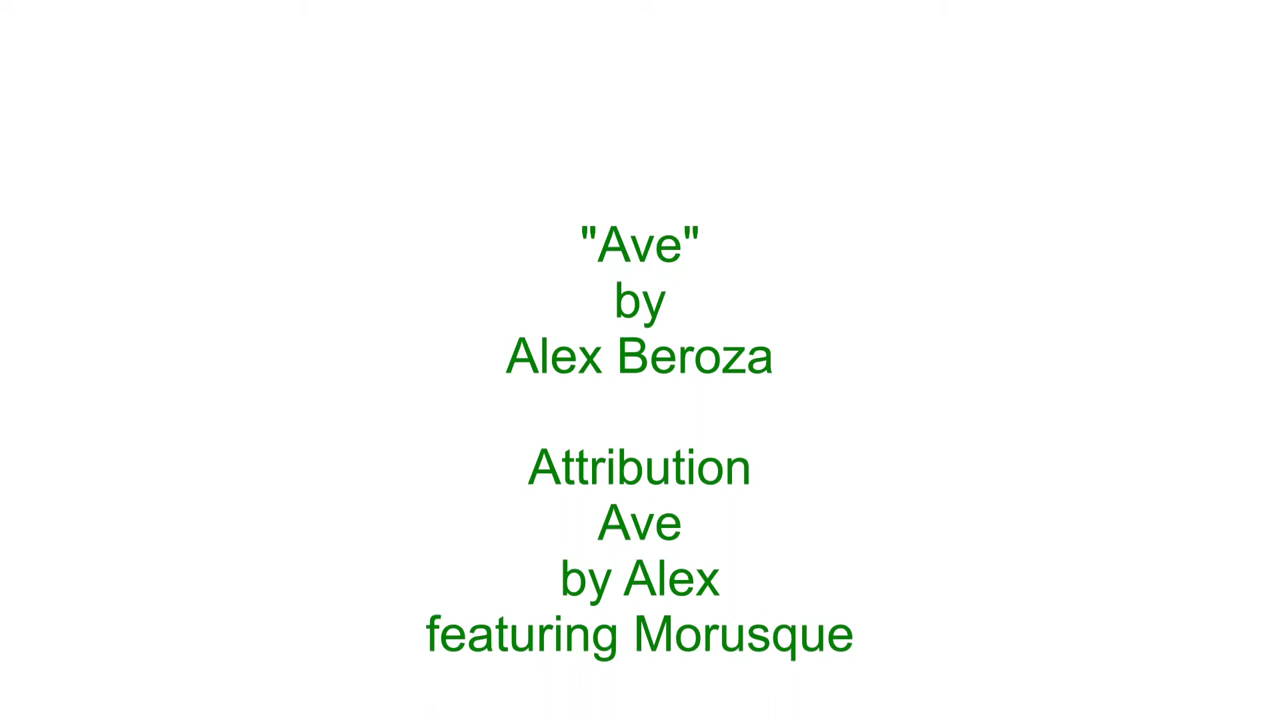 "Ave"
by
Alex Beroza
Attribution
Ave
by Alex
featuring Morusque